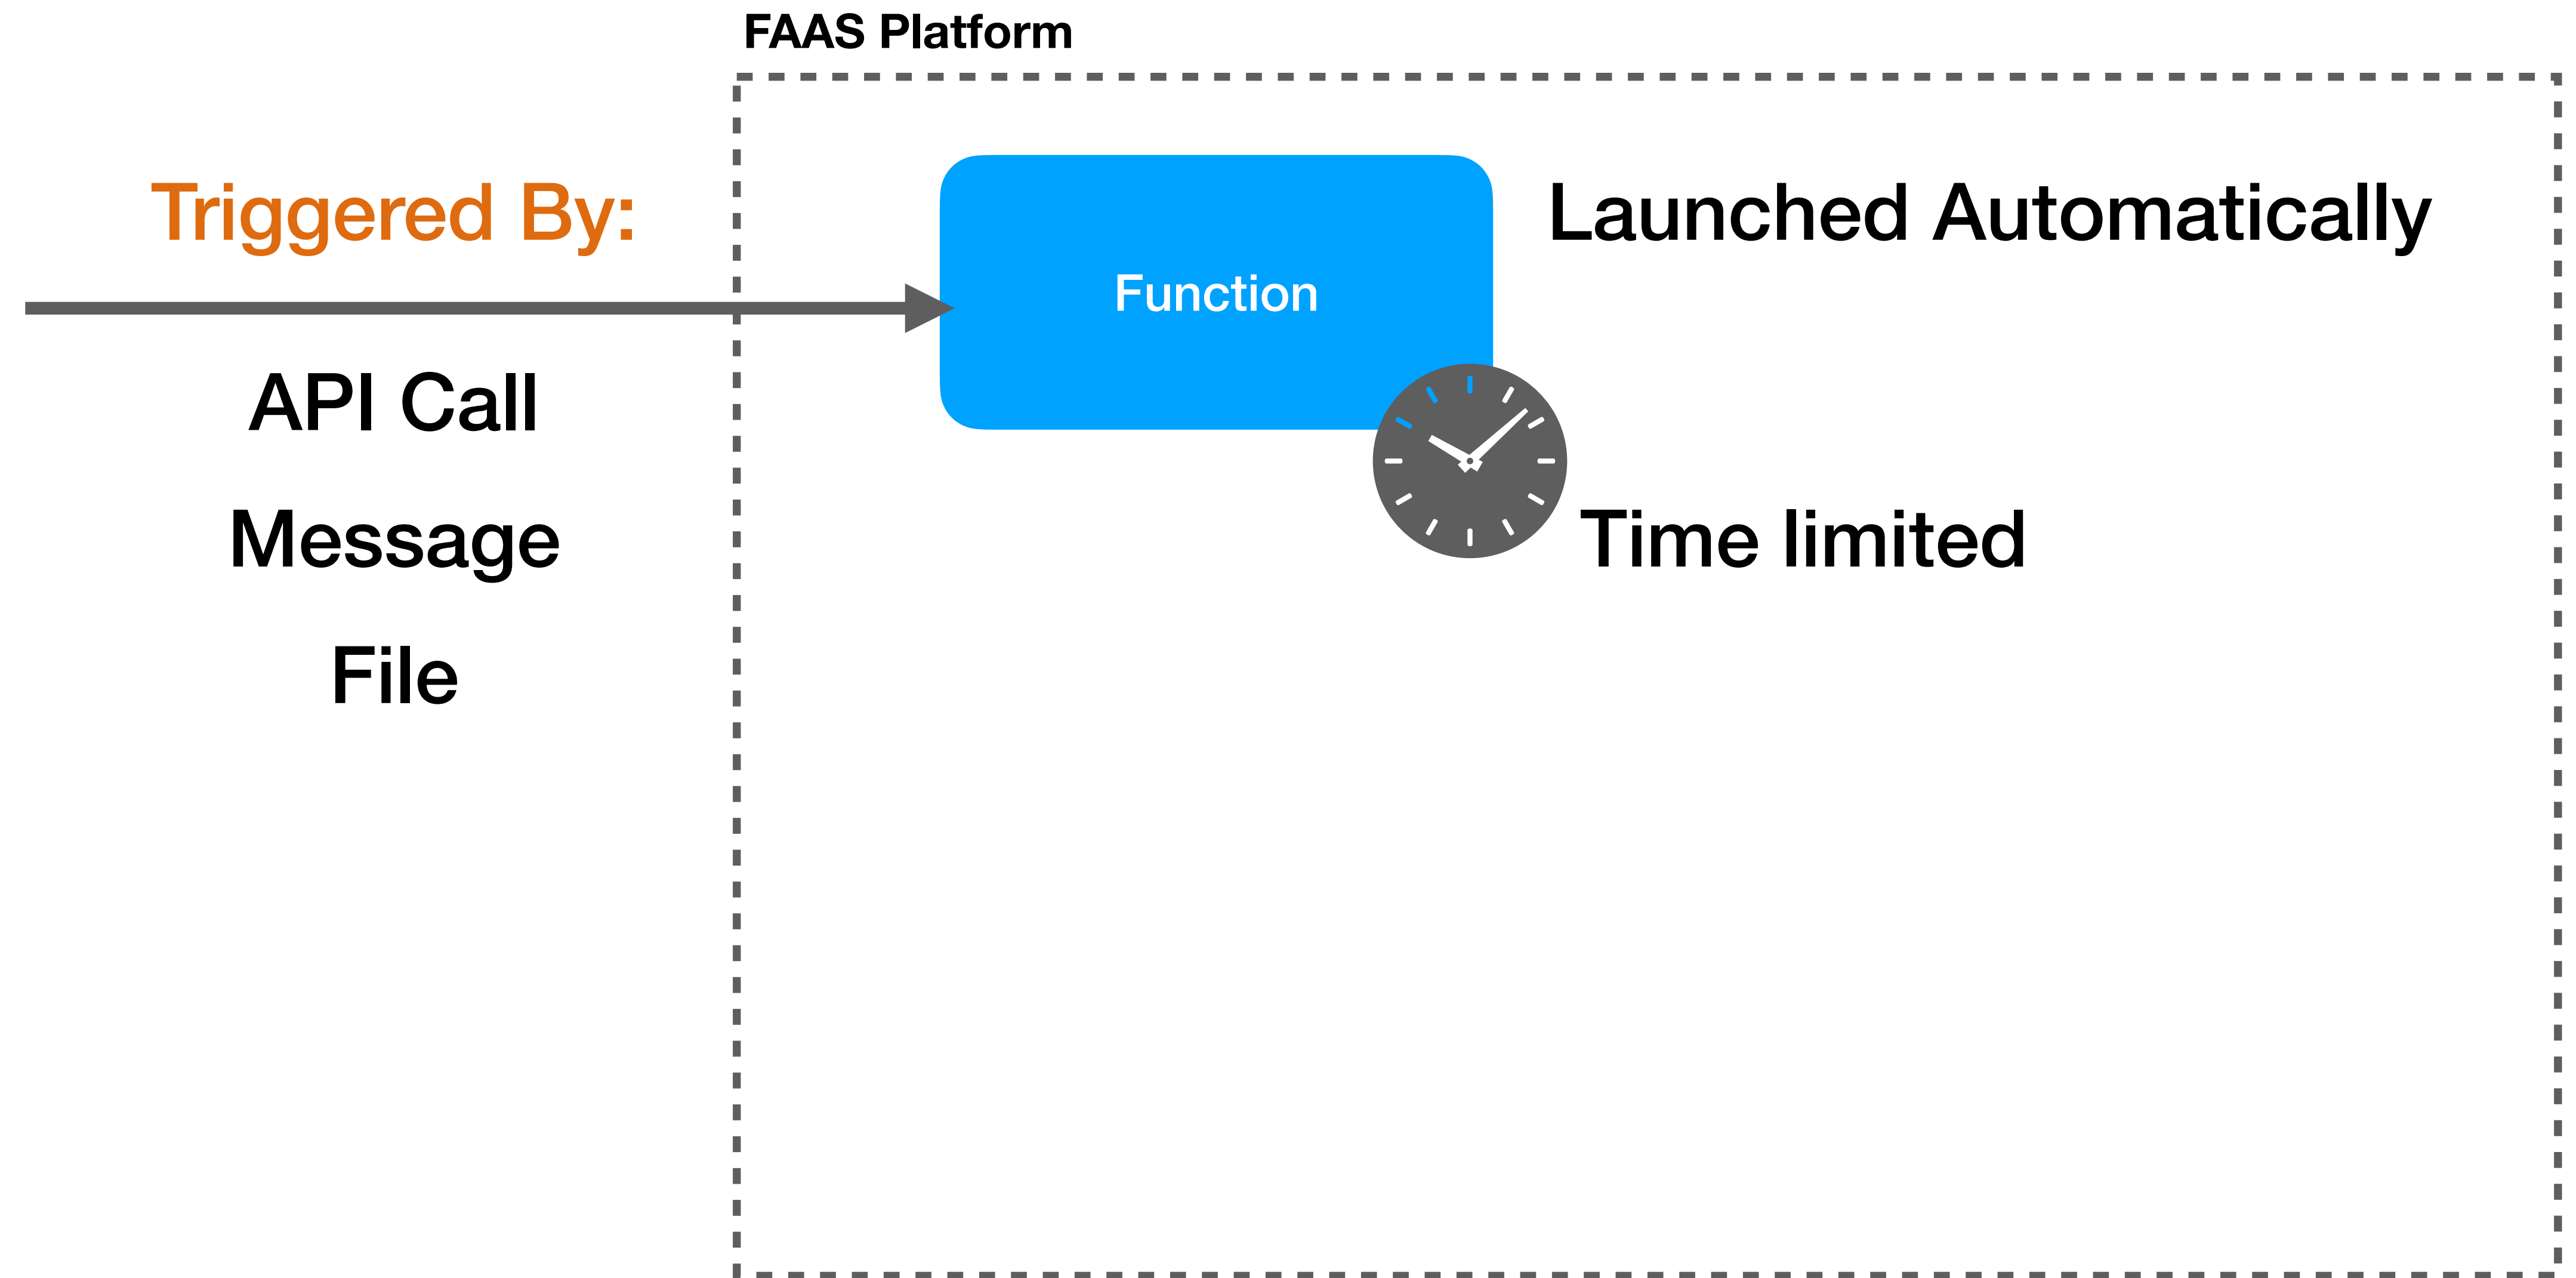 FAAS Platform
Triggered By:
API Call
Message
File
Function
Launched Automatically
Time limited